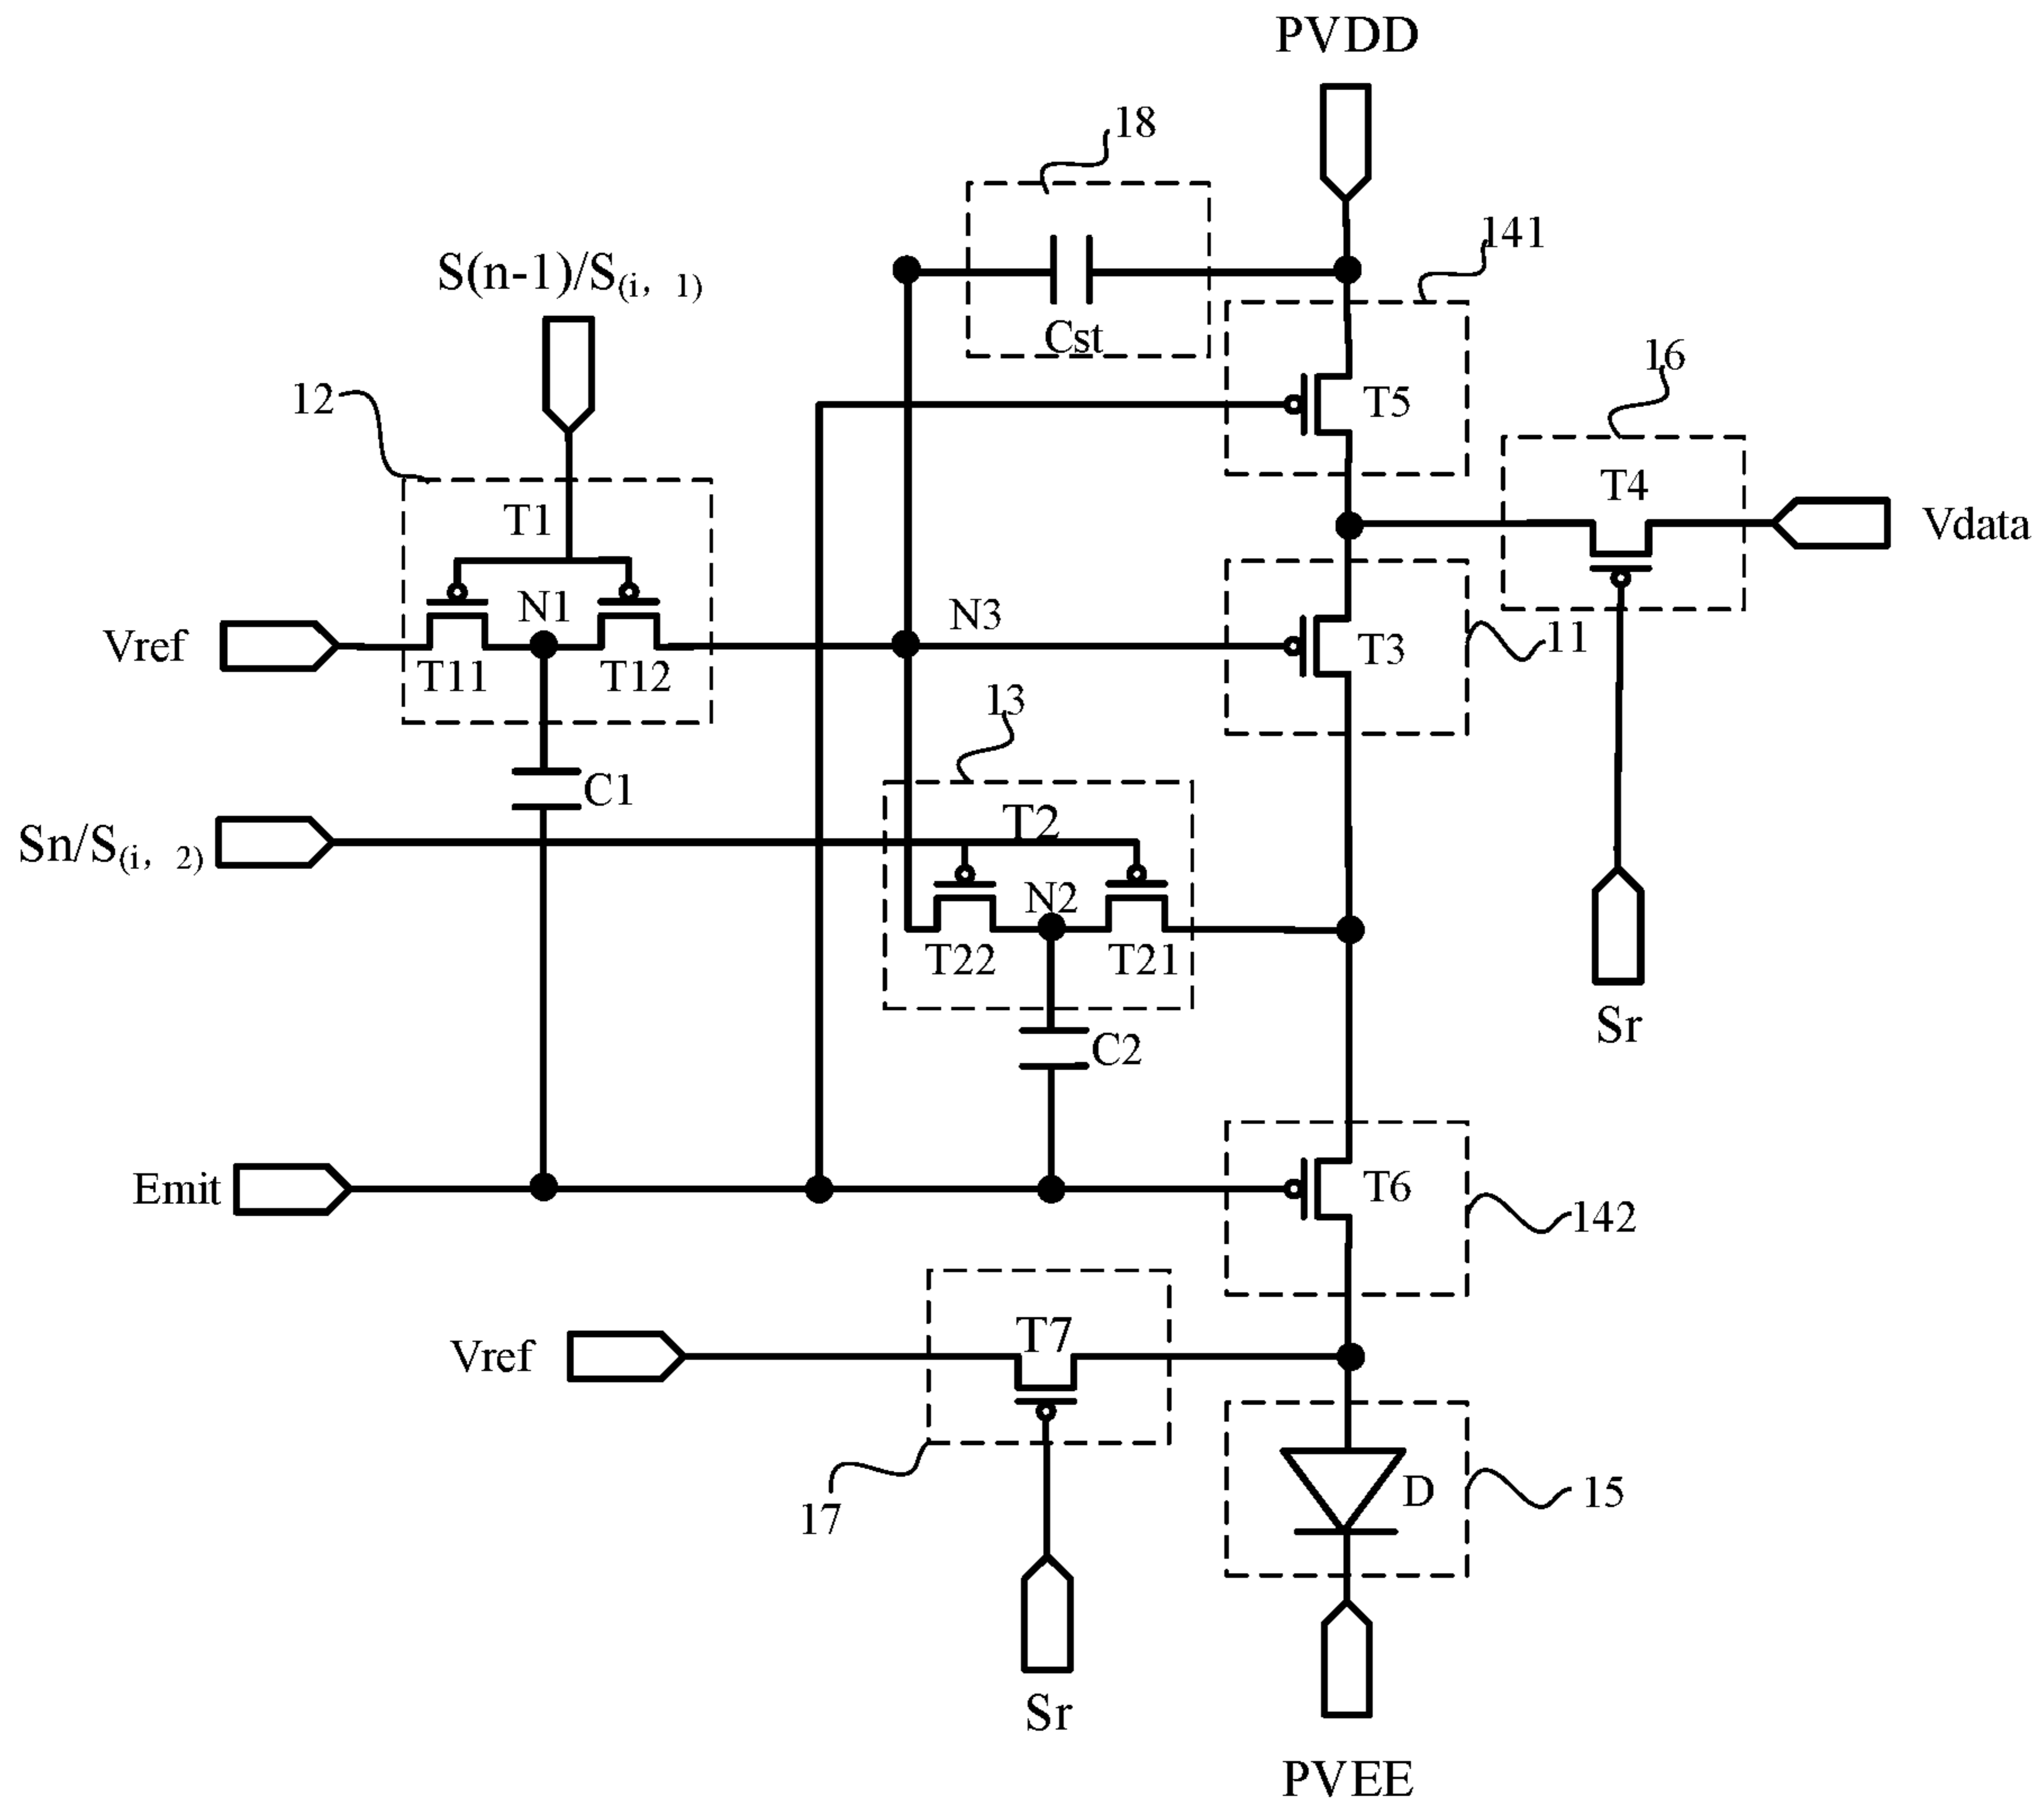 PVDD
18
141
S(n-1)/S(i, 1)
Cst
16
12
T5
T4
T1
Vdata
N1
N3
Vref
T11
T12
T3
11
13
C1
T2
Sn/S(i, 2)
N2
T22
T21
Sr
C2
Emit
T6
142
T7
Vref
D
15
17
Sr
PVEE